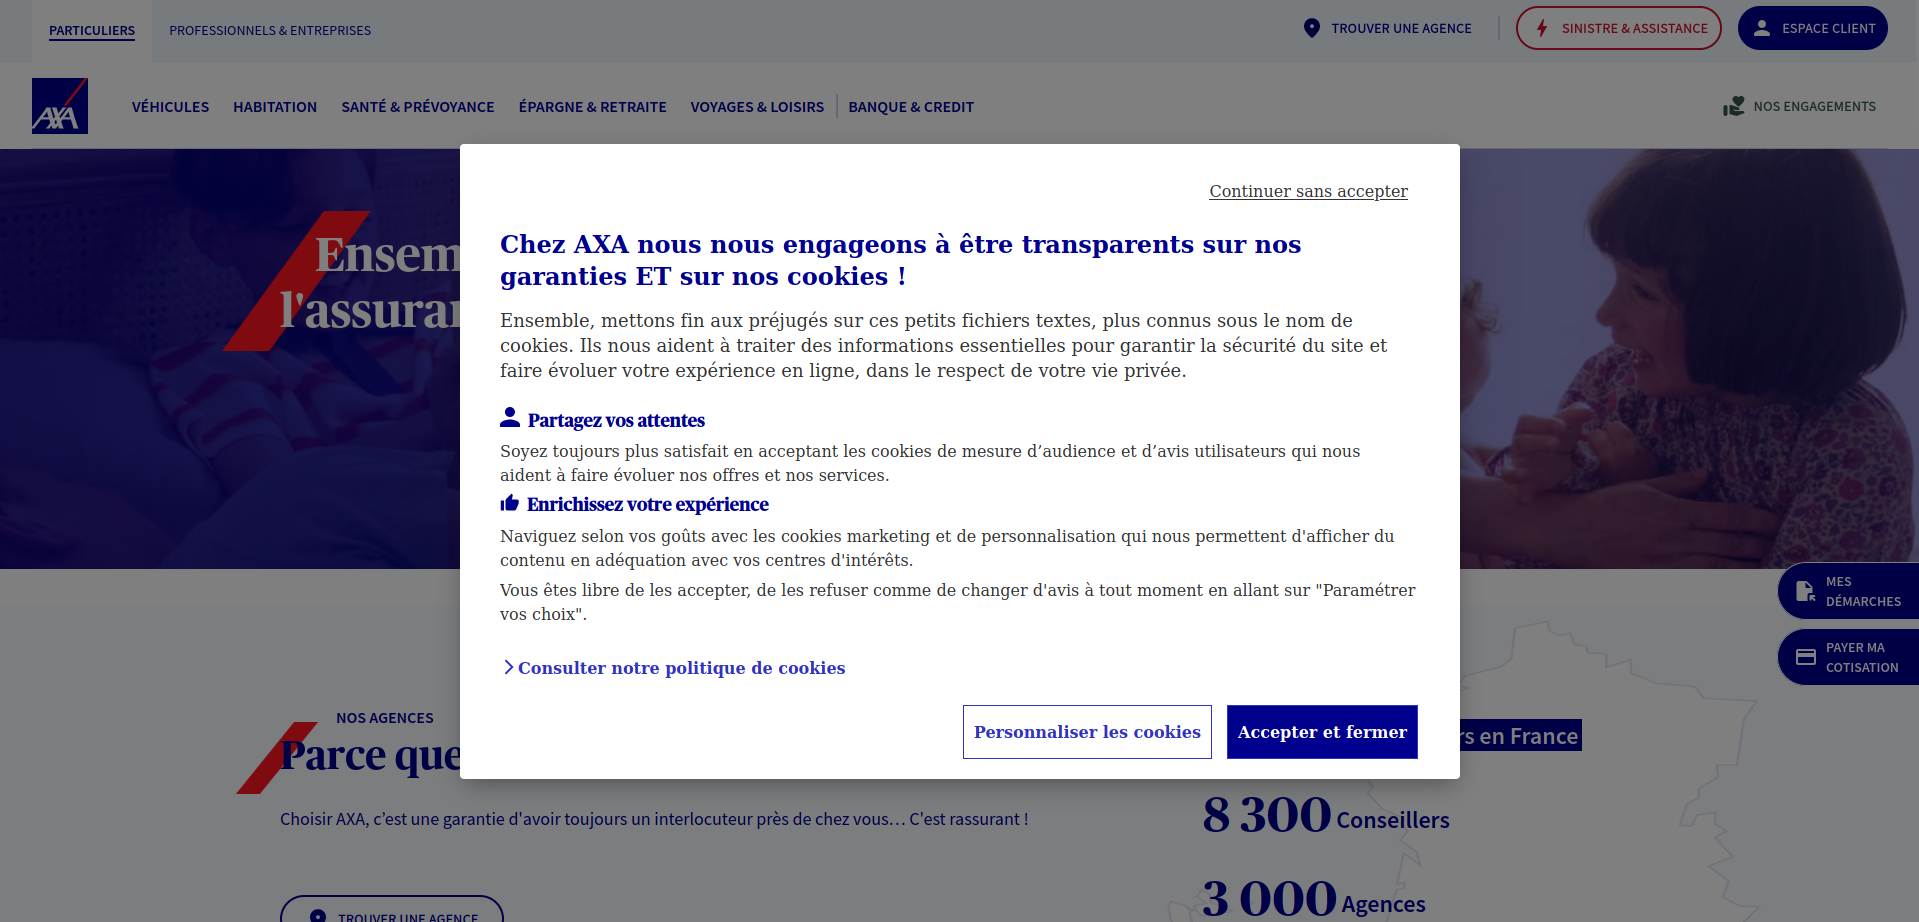 PARTICULIERS
PROFESSIONNELS & ENTREPRISES
TROUVER UNE AGENCE
SINISTRE & ASSISTANCE
ESPACE CLIENT
AXA
VÉHICULES
HABITATION
SANTÉ & PRÉVOYANCE
ÉPARGNE & RETRAITE
VOYAGES & LOISIRS
BANQUE & CREDIT
NOS ENGAGEMENTS
Continuer sans accepter
Chez AXA nous nous engageons à être transparents sur nos
garanties ET sur nos cookies !
Ensemble, mettons fin aux préjugés sur ces petits fichiers textes, plus connus sous le nom de
cookies. Ils nous aident à traiter des informations essentielles pour garantir la sécurité du site et
faire évoluer votre expérience en ligne, dans le respect de votre vie privée.
Partagez vos attentes
Soyez toujours plus satisfait en acceptant les cookies de mesure d’audience et d’avis utilisateurs qui nous
aident à faire évoluer nos offres et nos services.
Enrichissez votre expérience
Naviguez selon vos goûts avec les cookies marketing et de personnalisation qui nous permettent d'afficher du
contenu en adéquation avec vos centres d'intérêts.
Vous êtes libre de les accepter, de les refuser comme de changer d'avis à tout moment en allant sur "Paramétrer
vos choix".
Consulter notre politique de cookies
Personnaliser les cookies
Accepter et fermer
MES
DÉMARCHES
PAYER MA
COTISATION
NOS AGENCES
Parce que
en France
Choisir AXA, c’est une garantie d'avoir toujours un interlocuteur près de chez vous… C'est rassurant !
8 300 Conseillers
3 000 Agences
TROUVER UNE AGENCE